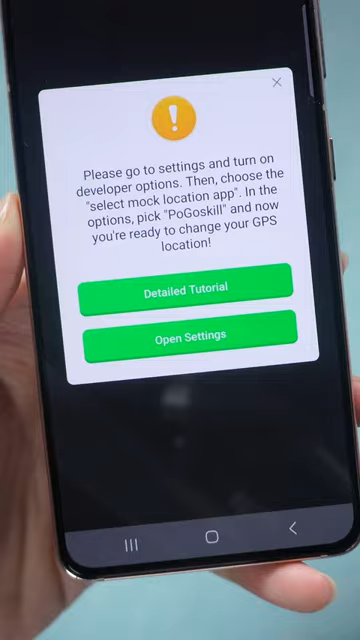 Please go to settings and turn on
developer options. Then, choose the
"select mock location app". In the
options, pick "PoGoskill" and now
you're ready to change your GPS
location!
Detailed Tutorial
Open Settings